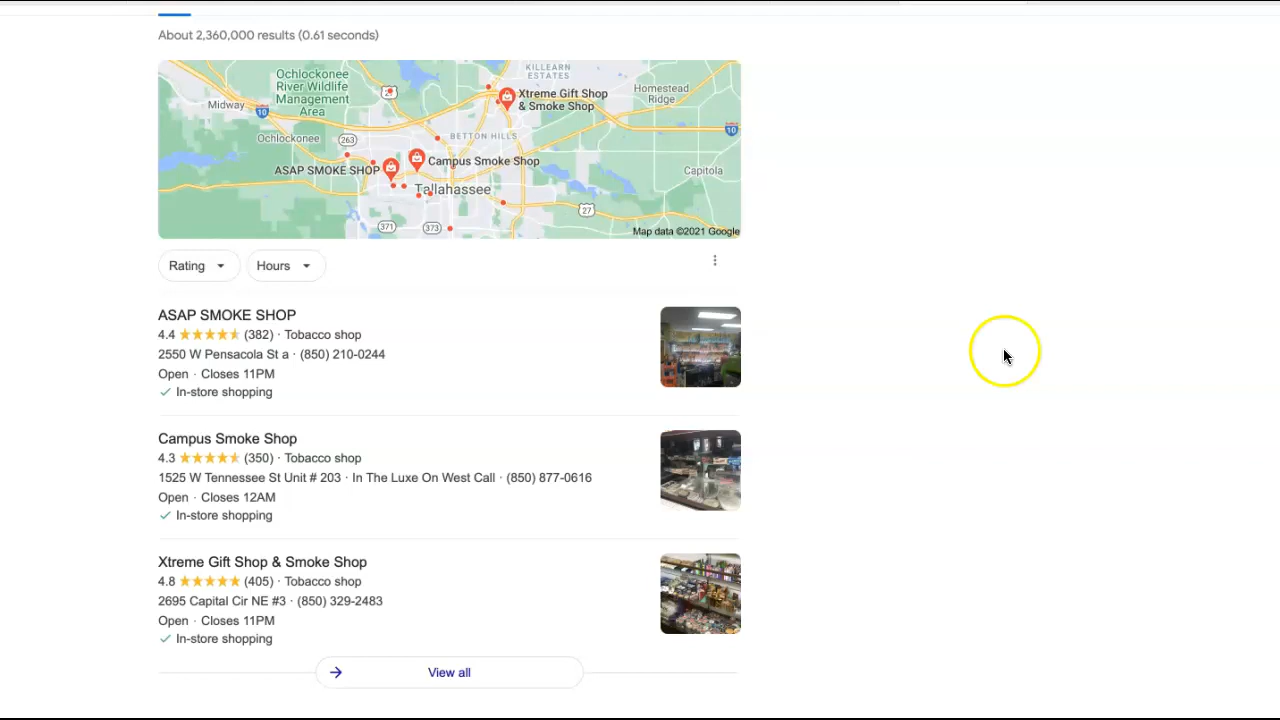 About 2,360,000 results (0.61 seconds)
KILLEARN
ESTATES
Ochlockonee
River Wildlife
Management
Area
Homestead
Ridge
Midway
Xtreme Gift Shop
& Smoke Shop
10
10
Ochlockonee
263
BETTON HILLS
Campus Smoke Shop
ASAP SMOKE SHOP
Capitola
Tallahassee
27
371
373
Map data ©2021 Google
Rating
Hours
ASAP SMOKE SHOP
4.4 (382) · Tobacco shop
2550 W Pensacola St a · (850) 210-0244
Open · Closes 11PM
In-store shopping
Campus Smoke Shop
4.3 (350) · Tobacco shop
1525 W Tennessee St Unit # 203 · In The Luxe On West Call · (850) 877-0616
Open · Closes 12AM
In-store shopping
Xtreme Gift Shop & Smoke Shop
4.8 (405) · Tobacco shop
2695 Capital Cir NE #3 · (850) 329-2483
Open · Closes 11PM
In-store shopping
View all